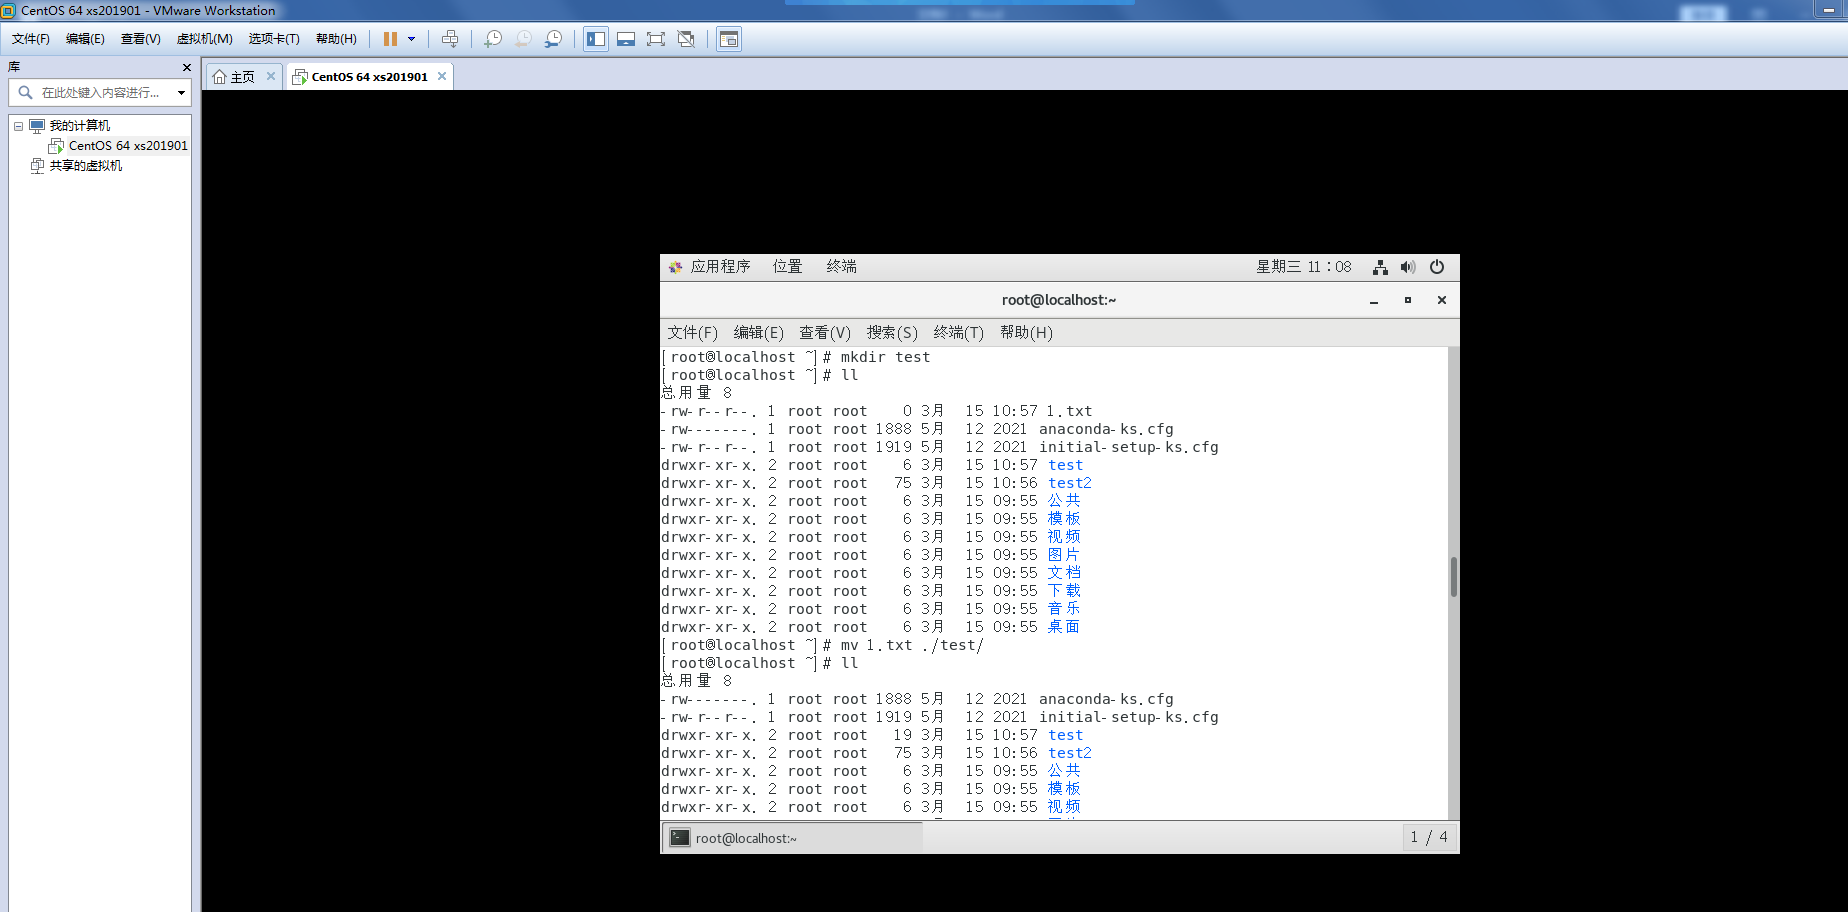 CentOS 64 xs201901 - VMware Workstation
文件(F) 编辑(E) 查看(V) 虚拟机(M) 选项卡(T) 帮助(H)
库
在此处键入内容进行...
我的计算机
CentOS 64 xs201901
共享的虚拟机
主页 CentOS 64 xs201901
应用程序 位置 终端 星期三 11：08
root@localhost:~
文件(F) 编辑(E) 查看(V) 搜索(S) 终端(T) 帮助(H)
[root@localhost ~]# mkdir test
[root@localhost ~]# ll
总用量 8
-rw-r--r--. 1 root root    0 3月  15 10:57 1.txt
-rw-------. 1 root root 1888 5月  12 2021 anaconda-ks.cfg
-rw-r--r--. 1 root root 1919 5月  12 2021 initial-setup-ks.cfg
drwxr-xr-x. 2 root root    6 3月  15 10:57 test
drwxr-xr-x. 2 root root   75 3月  15 10:56 test2
drwxr-xr-x. 2 root root    6 3月  15 09:55 公共
drwxr-xr-x. 2 root root    6 3月  15 09:55 模板
drwxr-xr-x. 2 root root    6 3月  15 09:55 视频
drwxr-xr-x. 2 root root    6 3月  15 09:55 图片
drwxr-xr-x. 2 root root    6 3月  15 09:55 文档
drwxr-xr-x. 2 root root    6 3月  15 09:55 下载
drwxr-xr-x. 2 root root    6 3月  15 09:55 音乐
drwxr-xr-x. 2 root root    6 3月  15 09:55 桌面
[root@localhost ~]# mv 1.txt ./test/
[root@localhost ~]# ll
总用量 8
-rw-------. 1 root root 1888 5月  12 2021 anaconda-ks.cfg
-rw-r--r--. 1 root root 1919 5月  12 2021 initial-setup-ks.cfg
drwxr-xr-x. 2 root root   19 3月  15 10:57 test
drwxr-xr-x. 2 root root   75 3月  15 10:56 test2
drwxr-xr-x. 2 root root    6 3月  15 09:55 公共
drwxr-xr-x. 2 root root    6 3月  15 09:55 模板
drwxr-xr-x. 2 root root    6 3月  15 09:55 视频
root@localhost:~ 1 / 4